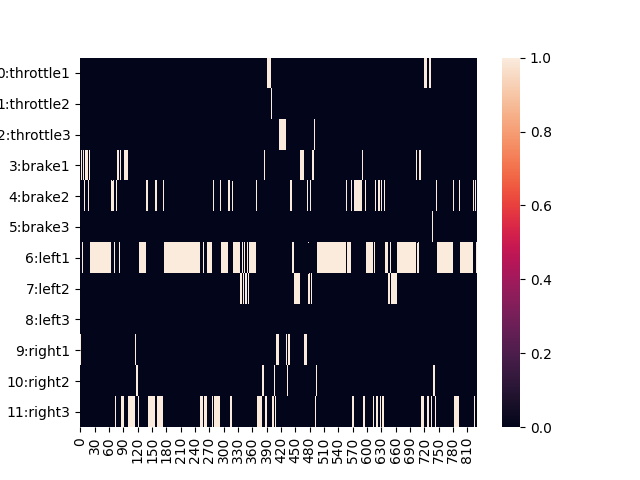 0:throttle1
1:throttle2
2:throttle3
3:brake1
4:brake2
5:brake3
6:left1
7:left2
8:left3
9:right1
10:right2
11:right3
0 30 60 90 120 150 180 210 240 270 300 330 360 390 420 450 480 510 540 570 600 630 660 690 720 750 780 810
1.0
0.8
0.6
0.4
0.2
0.0